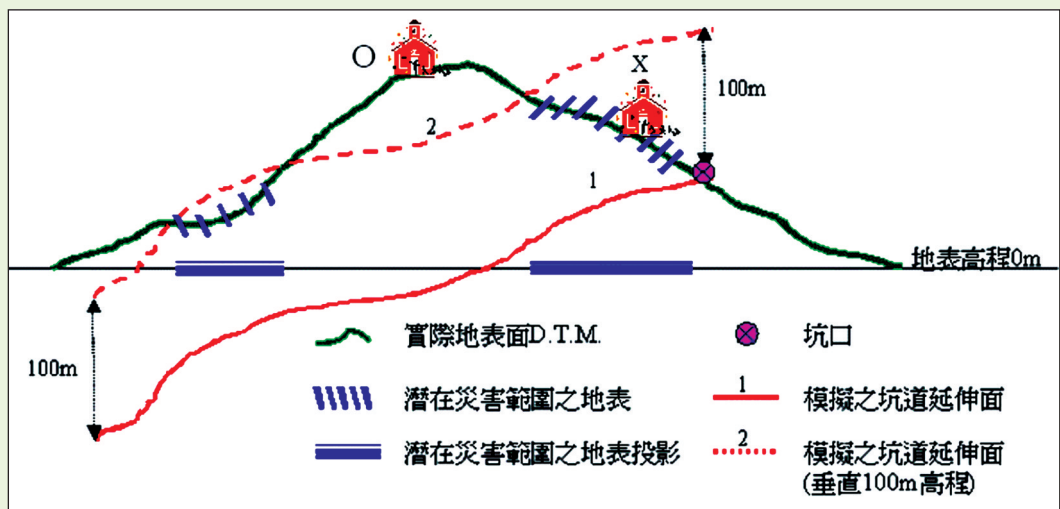 O
X
100m
2
1
地表高程0m
100m
實際地表面D.T.M.
坑口
潛在災害範圍之地表
1
模擬之坑道延伸面
潛在災害範圍之地表投影
2
模擬之坑道延伸面
(垂直100m高程)